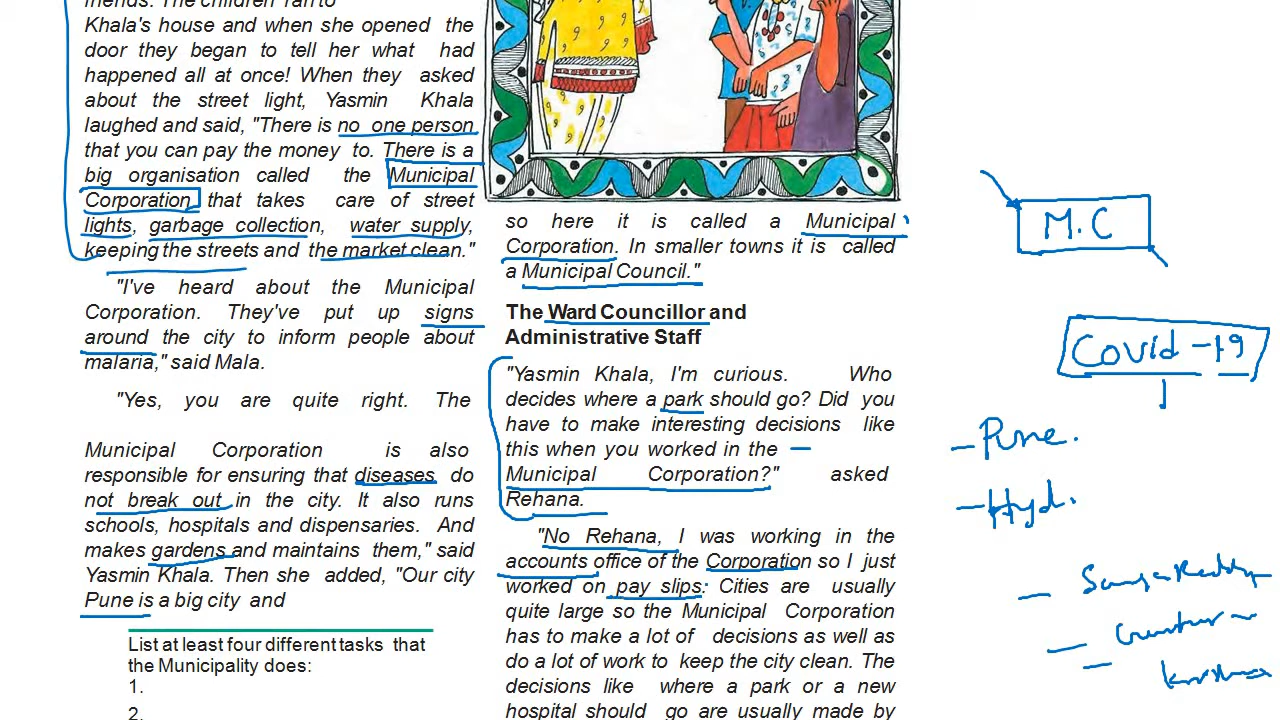 friends. The children ran to
Khala's house and when she opened the
door they began to tell her what had
happened all at once! When they asked
about the street light, Yasmin Khala
laughed and said, "There is no one person
that you can pay the money to. There is a
big organisation called the Municipal
Corporation that takes care of street
lights, garbage collection, water supply,
keeping the streets and the market clean."
"I've heard about the Municipal
Corporation. They've put up signs
around the city to inform people about
malaria," said Mala.
"Yes, you are quite right. The
Municipal Corporation is also
responsible for ensuring that diseases do
not break out in the city. It also runs
schools, hospitals and dispensaries. And
makes gardens and maintains them," said
Yasmin Khala. Then she added, "Our city
Pune is a big city and
List at least four different tasks that
the Municipality does:
1.
2.
so here it is called a Municipal
Corporation. In smaller towns it is called
a Municipal Council."
The Ward Councillor and
Administrative Staff
"Yasmin Khala, I'm curious. Who
decides where a park should go? Did you
have to make interesting decisions like
this when you worked in the
Municipal Corporation?" asked
Rehana.
"No Rehana, I was working in the
accounts office of the Corporation so I just
worked on pay slips: Cities are usually
quite large so the Municipal Corporation
has to make a lot of decisions as well as
do a lot of work to keep the city clean. The
decisions like where a park or a new
hospital should go are usually made by
M.C
Covid-19
- Pune.
- Hyd.